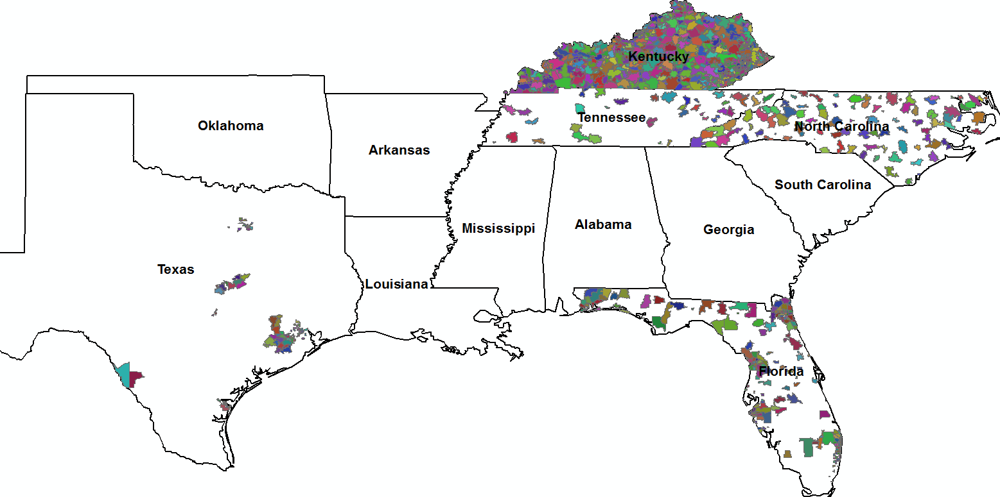 Kentucky
Tennessee
Oklahoma
North Carolina
Arkansas
South Carolina
Alabama
Mississippi
Georgia
Texas
Louisiana
Florida